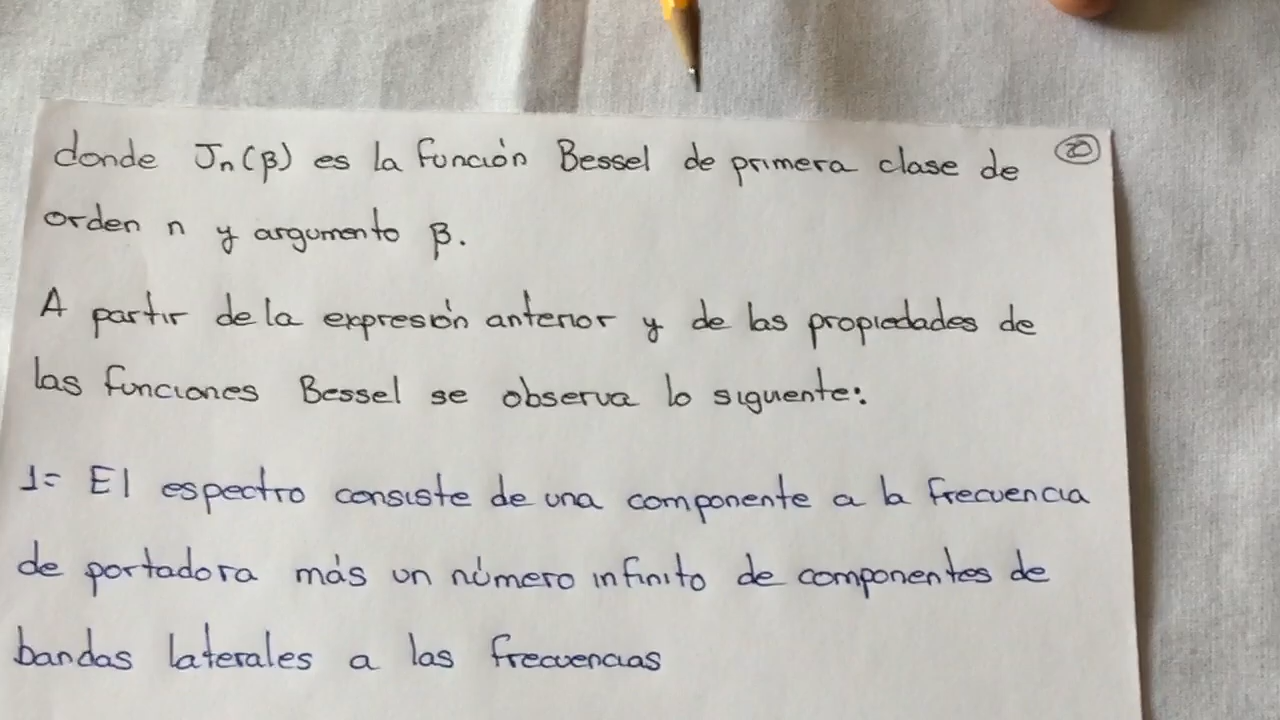 donde Jn(β) es la función Bessel de primera clase de
20
orden n y argumento β.
A partir de la expresión anterior y de las propiedades de
las funciones Bessel se observa lo siguiente:
1= El espectro consiste de una componente a la frecuencia
de portadora más un número infinito de componentes de
bandas laterales a las frecuencias